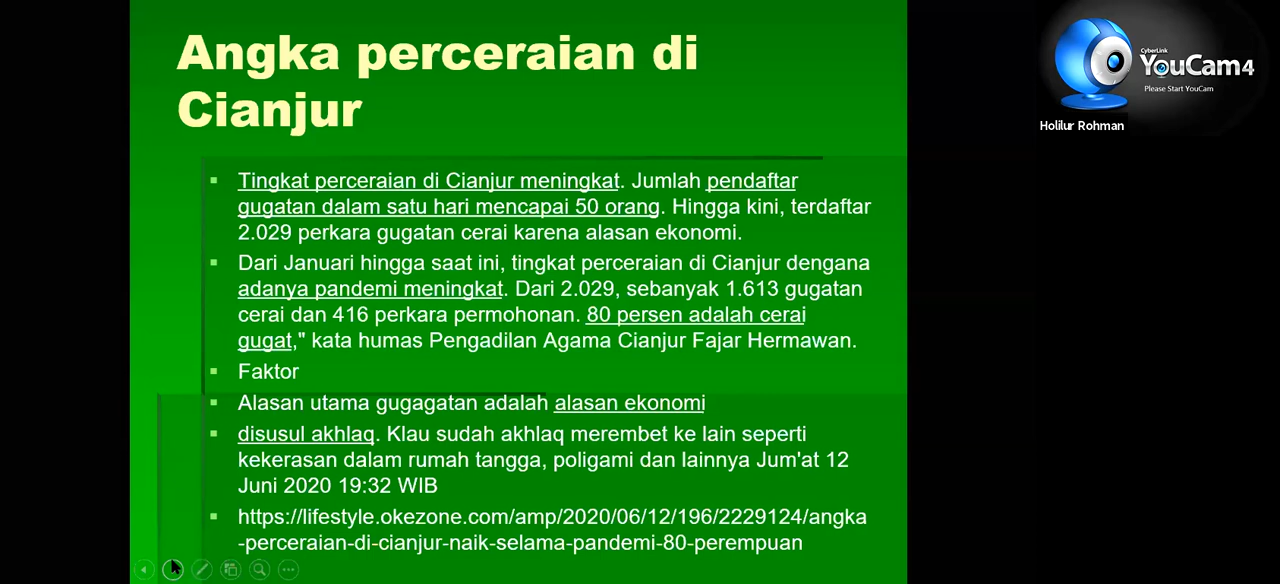 Angka perceraian di
Cianjur
Tingkat perceraian di Cianjur meningkat. Jumlah pendaftar
gugatan dalam satu hari mencapai 50 orang. Hingga kini, terdaftar
2.029 perkara gugatan cerai karena alasan ekonomi.
Dari Januari hingga saat ini, tingkat perceraian di Cianjur dengana
adanya pandemi meningkat. Dari 2.029, sebanyak 1.613 gugatan
cerai dan 416 perkara permohonan. 80 persen adalah cerai
gugat," kata humas Pengadilan Agama Cianjur Fajar Hermawan.
Faktor
Alasan utama gugagatan adalah alasan ekonomi
disusul akhlaq. Klau sudah akhlaq merembet ke lain seperti
kekerasan dalam rumah tangga, poligami dan lainnya Jum'at 12
Juni 2020 19:32 WIB
https://lifestyle.okezone.com/amp/2020/06/12/196/2229124/angka
-perceraian-di-cianjur-naik-selama-pandemi-80-perempuan
CyberLink
YouCam4
Please Start YouCam
Holilur Rohman